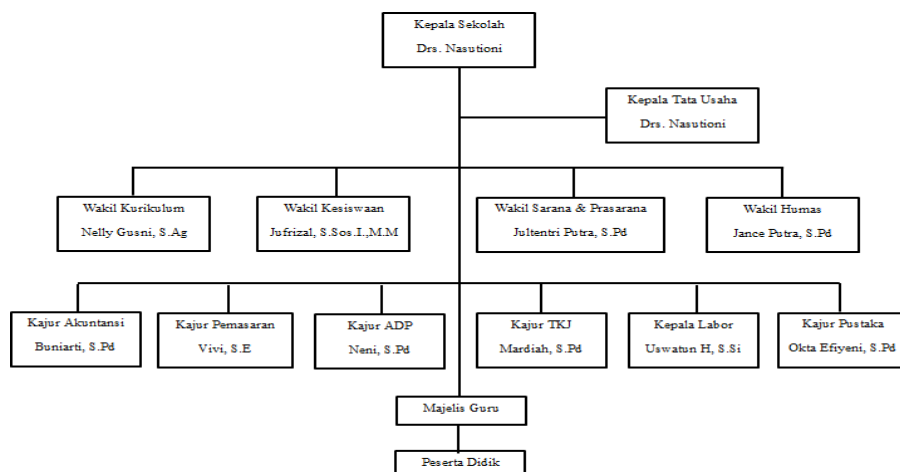 Kepala Sekolah
Drs. Nasutioni
Kepala Tata Usaha
Drs. Nasutioni
Wakil Kurikulum
Nelly Gusni, S.Ag
Wakil Kesiswaan
Jufrizal, S.Sos.I.,M.M
Wakil Sarana & Prasarana
Jultentri Putra, S.Pd
Wakil Humas
Jance Putra, S.Pd
Kajur Akuntansi
Buniarti, S.Pd
Kajur Pemasaran
Vivi, S.E
Kajur ADP
Neni, S.Pd
Kajur TKJ
Mardiah, S.Pd
Kepala Labor
Uswatun H, S.Si
Kajur Pustaka
Okta Efiyeni, S.Pd
Majelis Guru
Peserta Didik